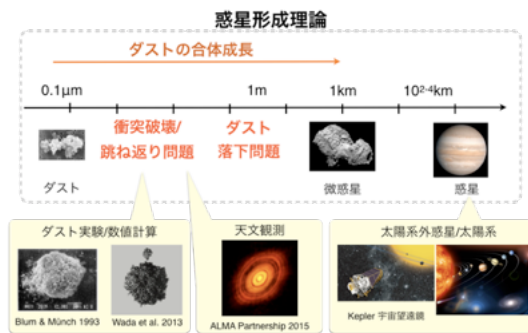 惑星形成理論
ダストの合体成長
0.1μm
1m
1km
10²⁻⁴km
衝突破壊/
跳ね返り問題
ダスト
落下問題
ダスト
微惑星
惑星
ダスト実験/数値計算
Blum & Münch 1993
Wada et al. 2013
天文観測
ALMA Partnership 2015
太陽系外惑星/太陽系
Kepler 宇宙望遠鏡